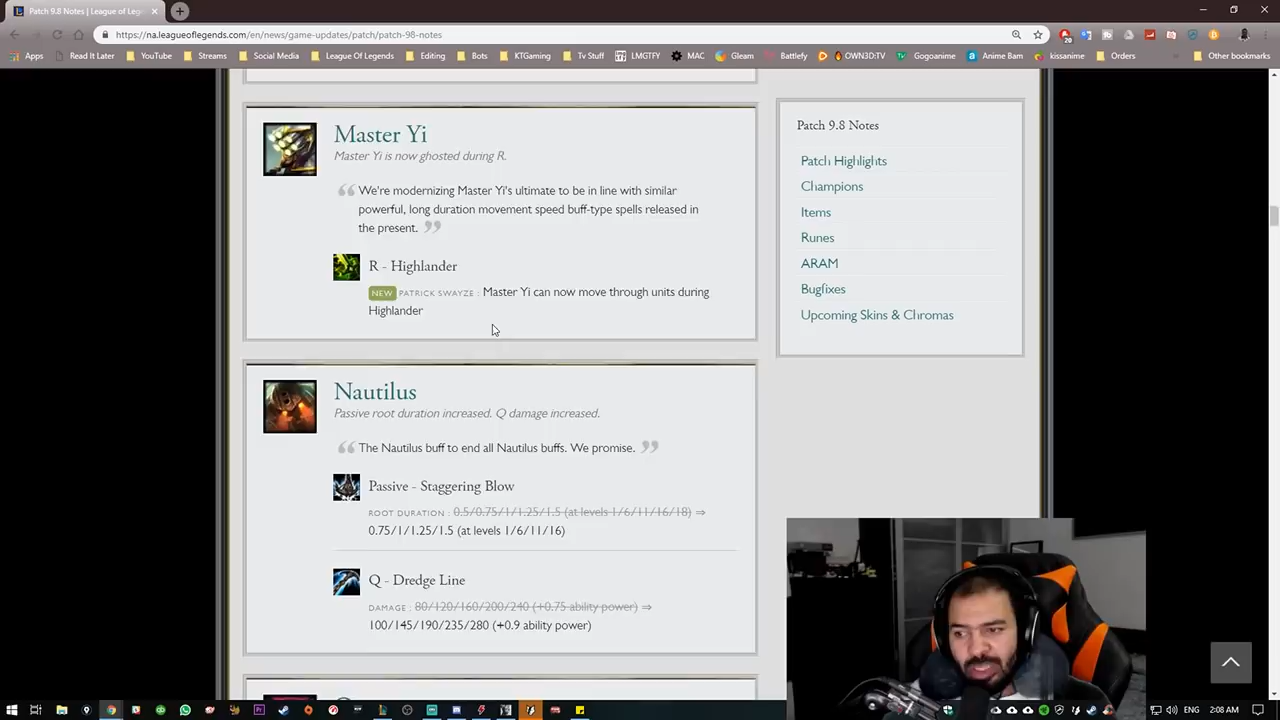 Patch 9.8 Notes | League of Leg
https://na.leagueoflegends.com/en/news/game-updates/patch/patch-98-notes
Apps Read It Later YouTube Streams Social Media League Of Legends Editing Bots KTGaming Tv Stuff LMGTFY MAC Gleam Battlefy OWN3D:TV Gogoanime Anime Bam kissanime Orders Other bookmarks
Master Yi
Master Yi is now ghosted during R.
We're modernizing Master Yi's ultimate to be in line with similar
powerful, long duration movement speed buff-type spells released in
the present.
R - Highlander
NEW PATRICK SWAYZE : Master Yi can now move through units during
Highlander
Nautilus
Passive root duration increased. Q damage increased.
The Nautilus buff to end all Nautilus buffs. We promise.
Passive - Staggering Blow
ROOT DURATION : 0.5/0.75/1/1.25/1.5 (at levels 1/6/11/16/18) ⇒
0.75/1/1.25/1.5 (at levels 1/6/11/16)
Q - Dredge Line
DAMAGE : 80/120/160/200/240 (+0.75 ability power) ⇒
100/145/190/235/280 (+0.9 ability power)
Patch 9.8 Notes
Patch Highlights
Champions
Items
Runes
ARAM
Bugfixes
Upcoming Skins & Chromas
2:08 AM